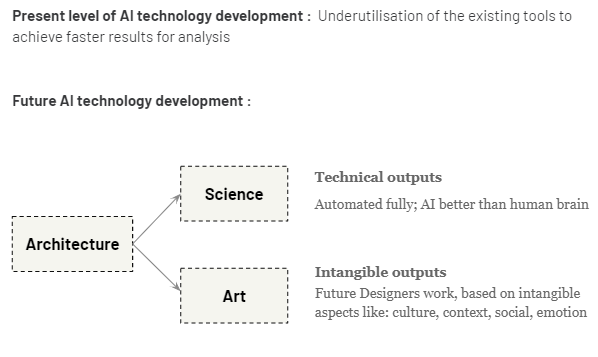 Present level of AI technology development : Underutilisation of the existing tools to
achieve faster results for analysis
Future AI technology development :
Architecture
Science
Technical outputs
Automated fully; AI better than human brain
Art
Intangible outputs
Future Designers work, based on intangible
aspects like: culture, context, social, emotion